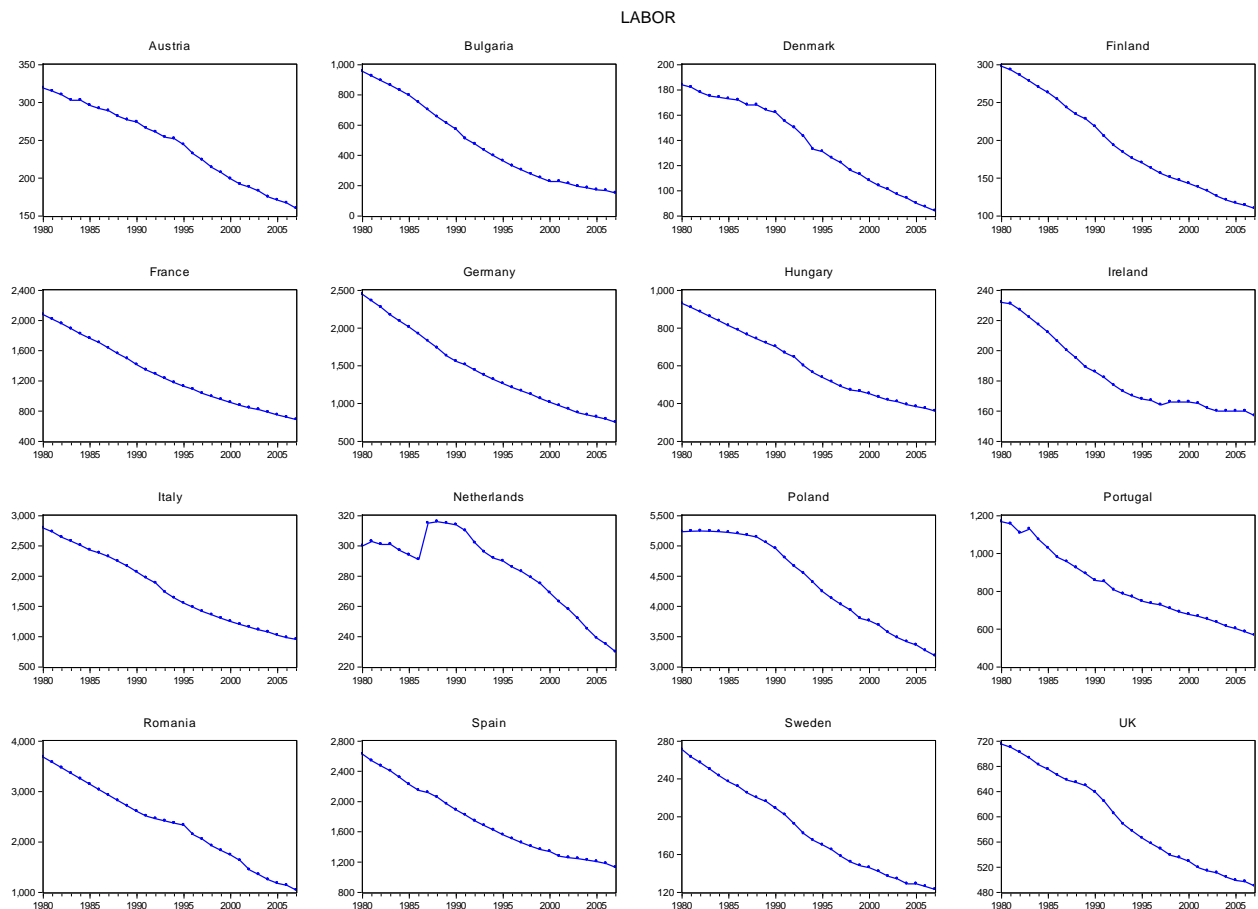 LABOR
Austria Bulgaria Denmark Finland
350 1,000 200 300
300 800 180 250
250 600 160 200
200 400 140 150
150 200 120 100
0 100
80
1980 1985 1990 1995 2000 2005 1980 1985 1990 1995 2000 2005 1980 1985 1990 1995 2000 2005 1980 1985 1990 1995 2000 2005
France Germany Hungary Ireland
2,400 2,500 1,000 240
2,000 2,000 800 220
1,600 1,500 600 200
1,200 1,000 400 180
800 500 200 160
400 140
1980 1985 1990 1995 2000 2005 1980 1985 1990 1995 2000 2005 1980 1985 1990 1995 2000 2005 1980 1985 1990 1995 2000 2005
Italy Netherlands Poland Portugal
3,000 320 5,500 1,200
2,500 300 5,000 1,000
2,000 280 4,500 800
1,500 260 4,000 600
1,000 240 3,500 400
500 220 3,000
1980 1985 1990 1995 2000 2005 1980 1985 1990 1995 2000 2005 1980 1985 1990 1995 2000 2005 1980 1985 1990 1995 2000 2005
Romania Spain Sweden UK
4,000 2,800 280 720
3,000 2,400 240 680
2,000 2,000 200 640
1,000 1,600 160 600
1,200 120 560
800 520
480
1980 1985 1990 1995 2000 2005 1980 1985 1990 1995 2000 2005 1980 1985 1990 1995 2000 2005 1980 1985 1990 1995 2000 2005